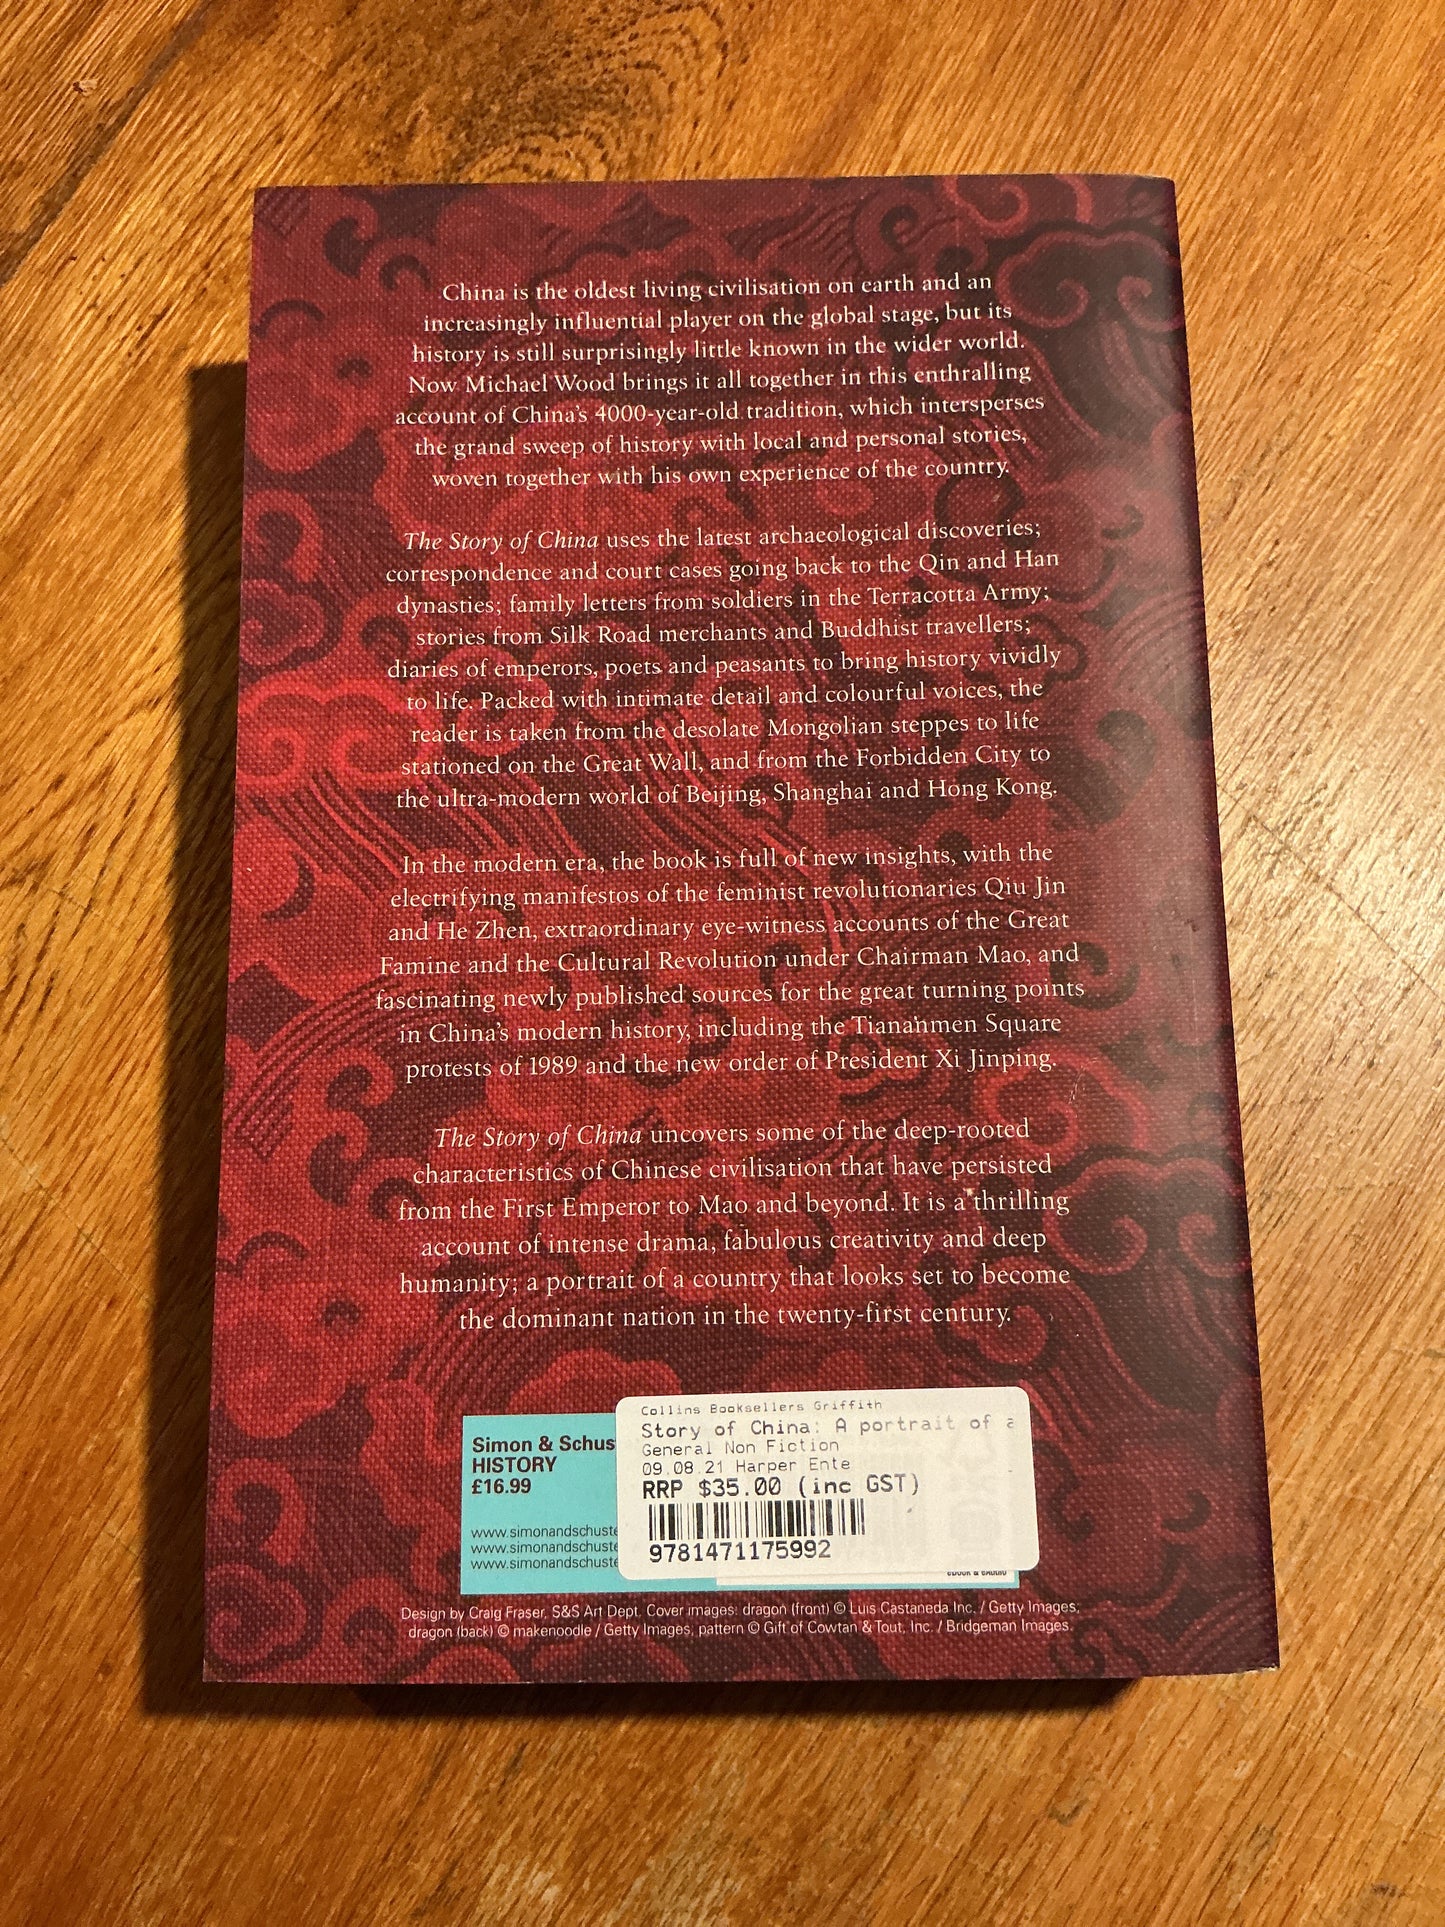 China is the oldest living civilisation on earth and an
increasingly influential player on the global stage, but its
history is still surprisingly little known in the wider world.
Now Michael Wood brings it all together in this enthralling
account of China's 4000-year-old tradition, which intersperses
the grand sweep of history with local and personal stories,
woven together with his own experience of the country.
The Story of China uses the latest archaeological discoveries;
correspondence and court cases going back to the Qin and Han
dynasties; family letters from soldiers in the Terracotta Army;
stories from Silk Road merchants and Buddhist travellers;
diaries of emperors, poets and peasants to bring history vividly
to life. Packed with intimate detail and colourful voices, the
reader is taken from the desolate Mongolian steppes to life
stationed on the Great Wall, and from the Forbidden City to
the ultra-modern world of Beijing, Shanghai and Hong Kong.
In the modern era, the book is full of new insights, with the
electrifying manifestos of the feminist revolutionaries Qiu Jin
and He Zhen, extraordinary eye-witness accounts of the Great
Famine and the Cultural Revolution under Chairman Mao, and
fascinating newly published sources for the great turning points
in China's modern history, including the Tiananmen Square
protests of 1989 and the new order of President Xi Jinping.
The Story of China uncovers some of the deep-rooted
characteristics of Chinese civilisation that have persisted
from the First Emperor to Mao and beyond. It is a thrilling
account of intense drama, fabulous creativity and deep
humanity; a portrait of a country that looks set to become
the dominant nation in the twenty-first century.
Simon & Schus
HISTORY
£16.99
www.simonandschuste
www.simonandschuste
www.simonandschuste
Collins Booksellers Griffith
Story of China: A portrait of a
General Non Fiction
09.08.21 Harper Ente
RRP $35.00 (inc GST)
9781471175992
Design by Craig Fraser, S&S Art Dept. Cover images: dragon (front) © Luis Castaneda Inc. / Getty Images;
dragon (back) © makenoodle / Getty Images; pattern © Gift of Cowtan & Tout, Inc. / Bridgeman Images.